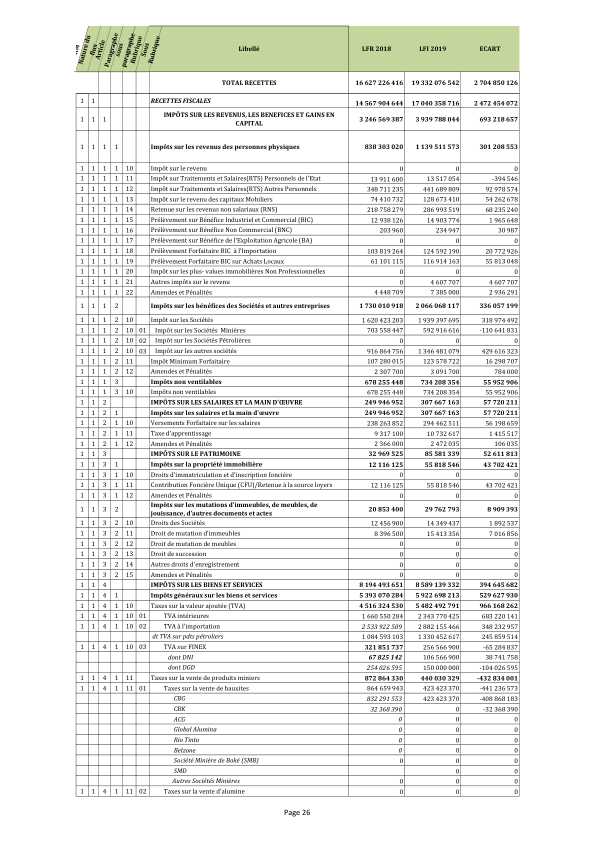 Nature du flux Article Paragraphe sous paragraphe Rubrique Sous Rubrique Libellé LFR 2018 LFI 2019 ECART
TOTAL RECETTES 16 627 226 416 19 332 076 542 2 704 850 126
1 1 RECETTES FISCALES 14 567 904 644 17 040 358 716 2 472 454 072
1 1 1 IMPÔTS SUR LES REVENUS, LES BENEFICES ET GAINS EN CAPITAL 3 246 569 387 3 939 788 044 693 218 657
1 1 1 1 Impôts sur les revenus des personnes physiques 838 303 020 1 139 511 573 301 208 553
1 1 1 1 10 Impôt sur le revenu 0 0 0
1 1 1 1 11 Impôt sur Traitements et Salaires(RTS) Personnels de l'Etat 13 911 600 13 517 054 -394 546
1 1 1 1 12 Impôt sur Traitements et Salaires(RTS) Autres Personnels 348 711 235 441 689 809 92 978 574
1 1 1 1 13 Impôt sur le revenu des capitaux Mobiliers 74 410 732 128 673 410 54 262 678
1 1 1 1 14 Retenue sur les revenus non salariaux (RNS) 218 758 279 286 993 519 68 235 240
1 1 1 1 15 Prélèvement sur Bénéfice Industriel et Commercial (BIC) 12 938 126 14 903 774 1 965 648
1 1 1 1 16 Prélèvement sur Bénéfice Non Commercial (BNC) 203 960 234 947 30 987
1 1 1 1 17 Prélèvement sur Bénéfice de l'Exploitation Agricole (BA) 0 0 0
1 1 1 1 18 Prélèvement Forfaitaire BIC à l'Importation 103 819 264 124 592 190 20 772 926
1 1 1 1 19 Prélèvement Forfaitaire BIC sur Achats Locaux 61 101 115 116 914 163 55 813 048
1 1 1 1 20 Impôt sur les plus- values immobilières Non Professionnelles 0 0 0
1 1 1 1 21 Autres impôts sur le revenu 0 4 607 707 4 607 707
1 1 1 1 22 Amendes et Pénalités 4 448 709 7 385 000 2 936 291
1 1 1 2 Impôts sur les bénéfices des Sociétés et autres entreprises 1 730 010 918 2 066 068 117 336 057 199
1 1 1 2 10 Impôt sur les Sociétés 1 620 423 203 1 939 397 695 318 974 492
1 1 1 2 10 01 Impôt sur les Sociétés Minières 703 558 447 592 916 616 -110 641 831
1 1 1 2 10 02 Impôt sur les Sociétés Pétrolières 0 0 0
1 1 1 2 10 03 Impôt sur les autres sociétés 916 864 756 1 346 481 079 429 616 323
1 1 1 2 11 Impôt Minimum Forfaitaire 107 280 015 123 578 722 16 298 707
1 1 1 2 12 Amendes et Pénalités 2 307 700 3 091 700 784 000
1 1 1 3 Impôts non ventilables 678 255 448 734 208 354 55 952 906
1 1 1 3 10 Impôts non ventilables 678 255 448 734 208 354 55 952 906
1 1 2 IMPÔTS SUR LES SALAIRES ET LA MAIN D'ŒUVRE 249 946 952 307 667 163 57 720 211
1 1 2 1 Impôts sur les salaires et la main d'œuvre 249 946 952 307 667 163 57 720 211
1 1 2 1 10 Versements Forfaitaire sur les salaires 238 263 852 294 462 511 56 198 659
1 1 2 1 11 Taxe d'apprentissage 9 317 100 10 732 617 1 415 517
1 1 2 1 12 Amendes et Pénalités 2 366 000 2 472 035 106 035
1 1 3 IMPÔTS SUR LE PATRIMOINE 32 969 525 85 581 339 52 611 813
1 1 3 1 Impôts sur la propriété immobilière 12 116 125 55 818 546 43 702 421
1 1 3 1 10 Droits d'immatriculation et d'inscription foncière 0 0 0
1 1 3 1 11 Contribution Foncière Unique (CFU)/Retenue à la source loyers 12 116 125 55 818 546 43 702 421
1 1 3 1 12 Amendes et Pénalités 0 0 0
1 1 3 2 Impôts sur les mutations d'immeubles, de meubles, de jouissance, d'autres documents et actes 20 853 400 29 762 793 8 909 393
1 1 3 2 10 Droits des Sociétés 12 456 900 14 349 437 1 892 537
1 1 3 2 11 Droit de mutation d'immeubles 8 396 500 15 413 356 7 016 856
1 1 3 2 12 Droit de mutation de meubles 0 0 0
1 1 3 2 13 Droit de succession 0 0 0
1 1 3 2 14 Autres droits d'enregistrement 0 0 0
1 1 3 2 15 Amendes et Pénalités 0 0 0
1 1 4 IMPÔTS SUR LES BIENS ET SERVICES 8 194 493 651 8 589 139 332 394 645 682
1 1 4 1 Impôts généraux sur les biens et services 5 393 070 284 5 922 698 213 529 627 930
1 1 4 1 10 Taxes sur la valeur ajoutée (TVA) 4 516 324 530 5 482 492 791 966 168 262
1 1 4 1 10 01 TVA intérieures 1 660 550 284 2 343 770 425 683 220 141
1 1 4 1 10 02 TVA à l'importation 2 533 922 509 2 882 155 466 348 232 957
dt TVA sur pdts pétroliers 1 084 593 103 1 330 452 617 245 859 514
1 1 4 1 10 03 TVA sur FINEX 321 851 737 256 566 900 -65 284 837
dont DNI 67 825 142 106 566 900 38 741 758
dont DGD 254 026 595 150 000 000 -104 026 595
1 1 4 1 11 Taxes sur la vente de produits miniers 872 864 330 440 030 329 -432 834 001
1 1 4 1 11 01 Taxes sur la vente de bauxites 864 659 943 423 423 370 -441 236 573
CBG 832 291 553 423 423 370 -408 868 183
CBK 32 368 390 0 -32 368 390
ACG 0 0 0
Global Alumina 0 0 0
Rio Tinto 0 0 0
Belzone 0 0 0
Société Minière de Boké (SMB) 0 0 0
SMD 0 0
Autres Sociétés Minières 0 0 0
1 1 4 1 11 02 Taxes sur la vente d'alumine 0 0 0
Page 26